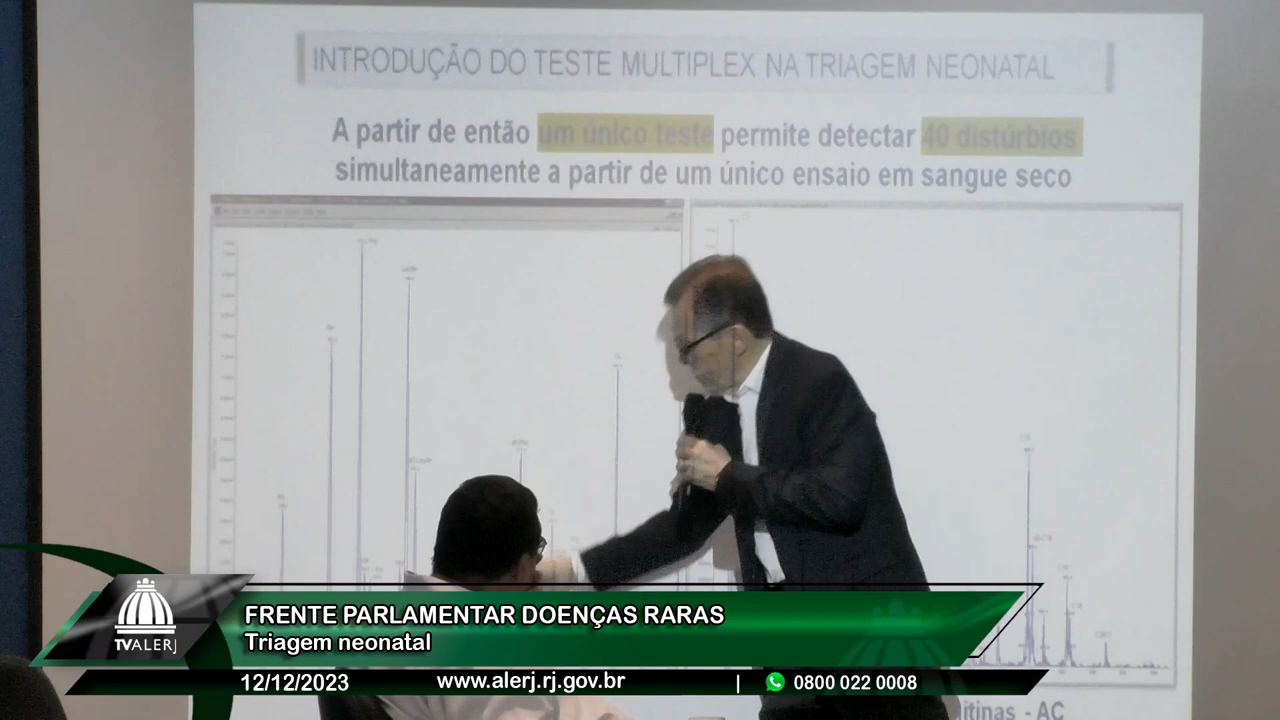 INTRODUÇÃO DO TESTE MULTIPLEX NA TRIAGEM NEONATAL
A partir de então um único teste permite detectar 40 distúrbios
simultaneamente a partir de um único ensaio em sangue seco
- AC
FRENTE PARLAMENTAR DOENÇAS RARAS
Triagem neonatal
TVALERJ
12/12/2023 www.alerj.rj.gov.br | 0800 022 0008